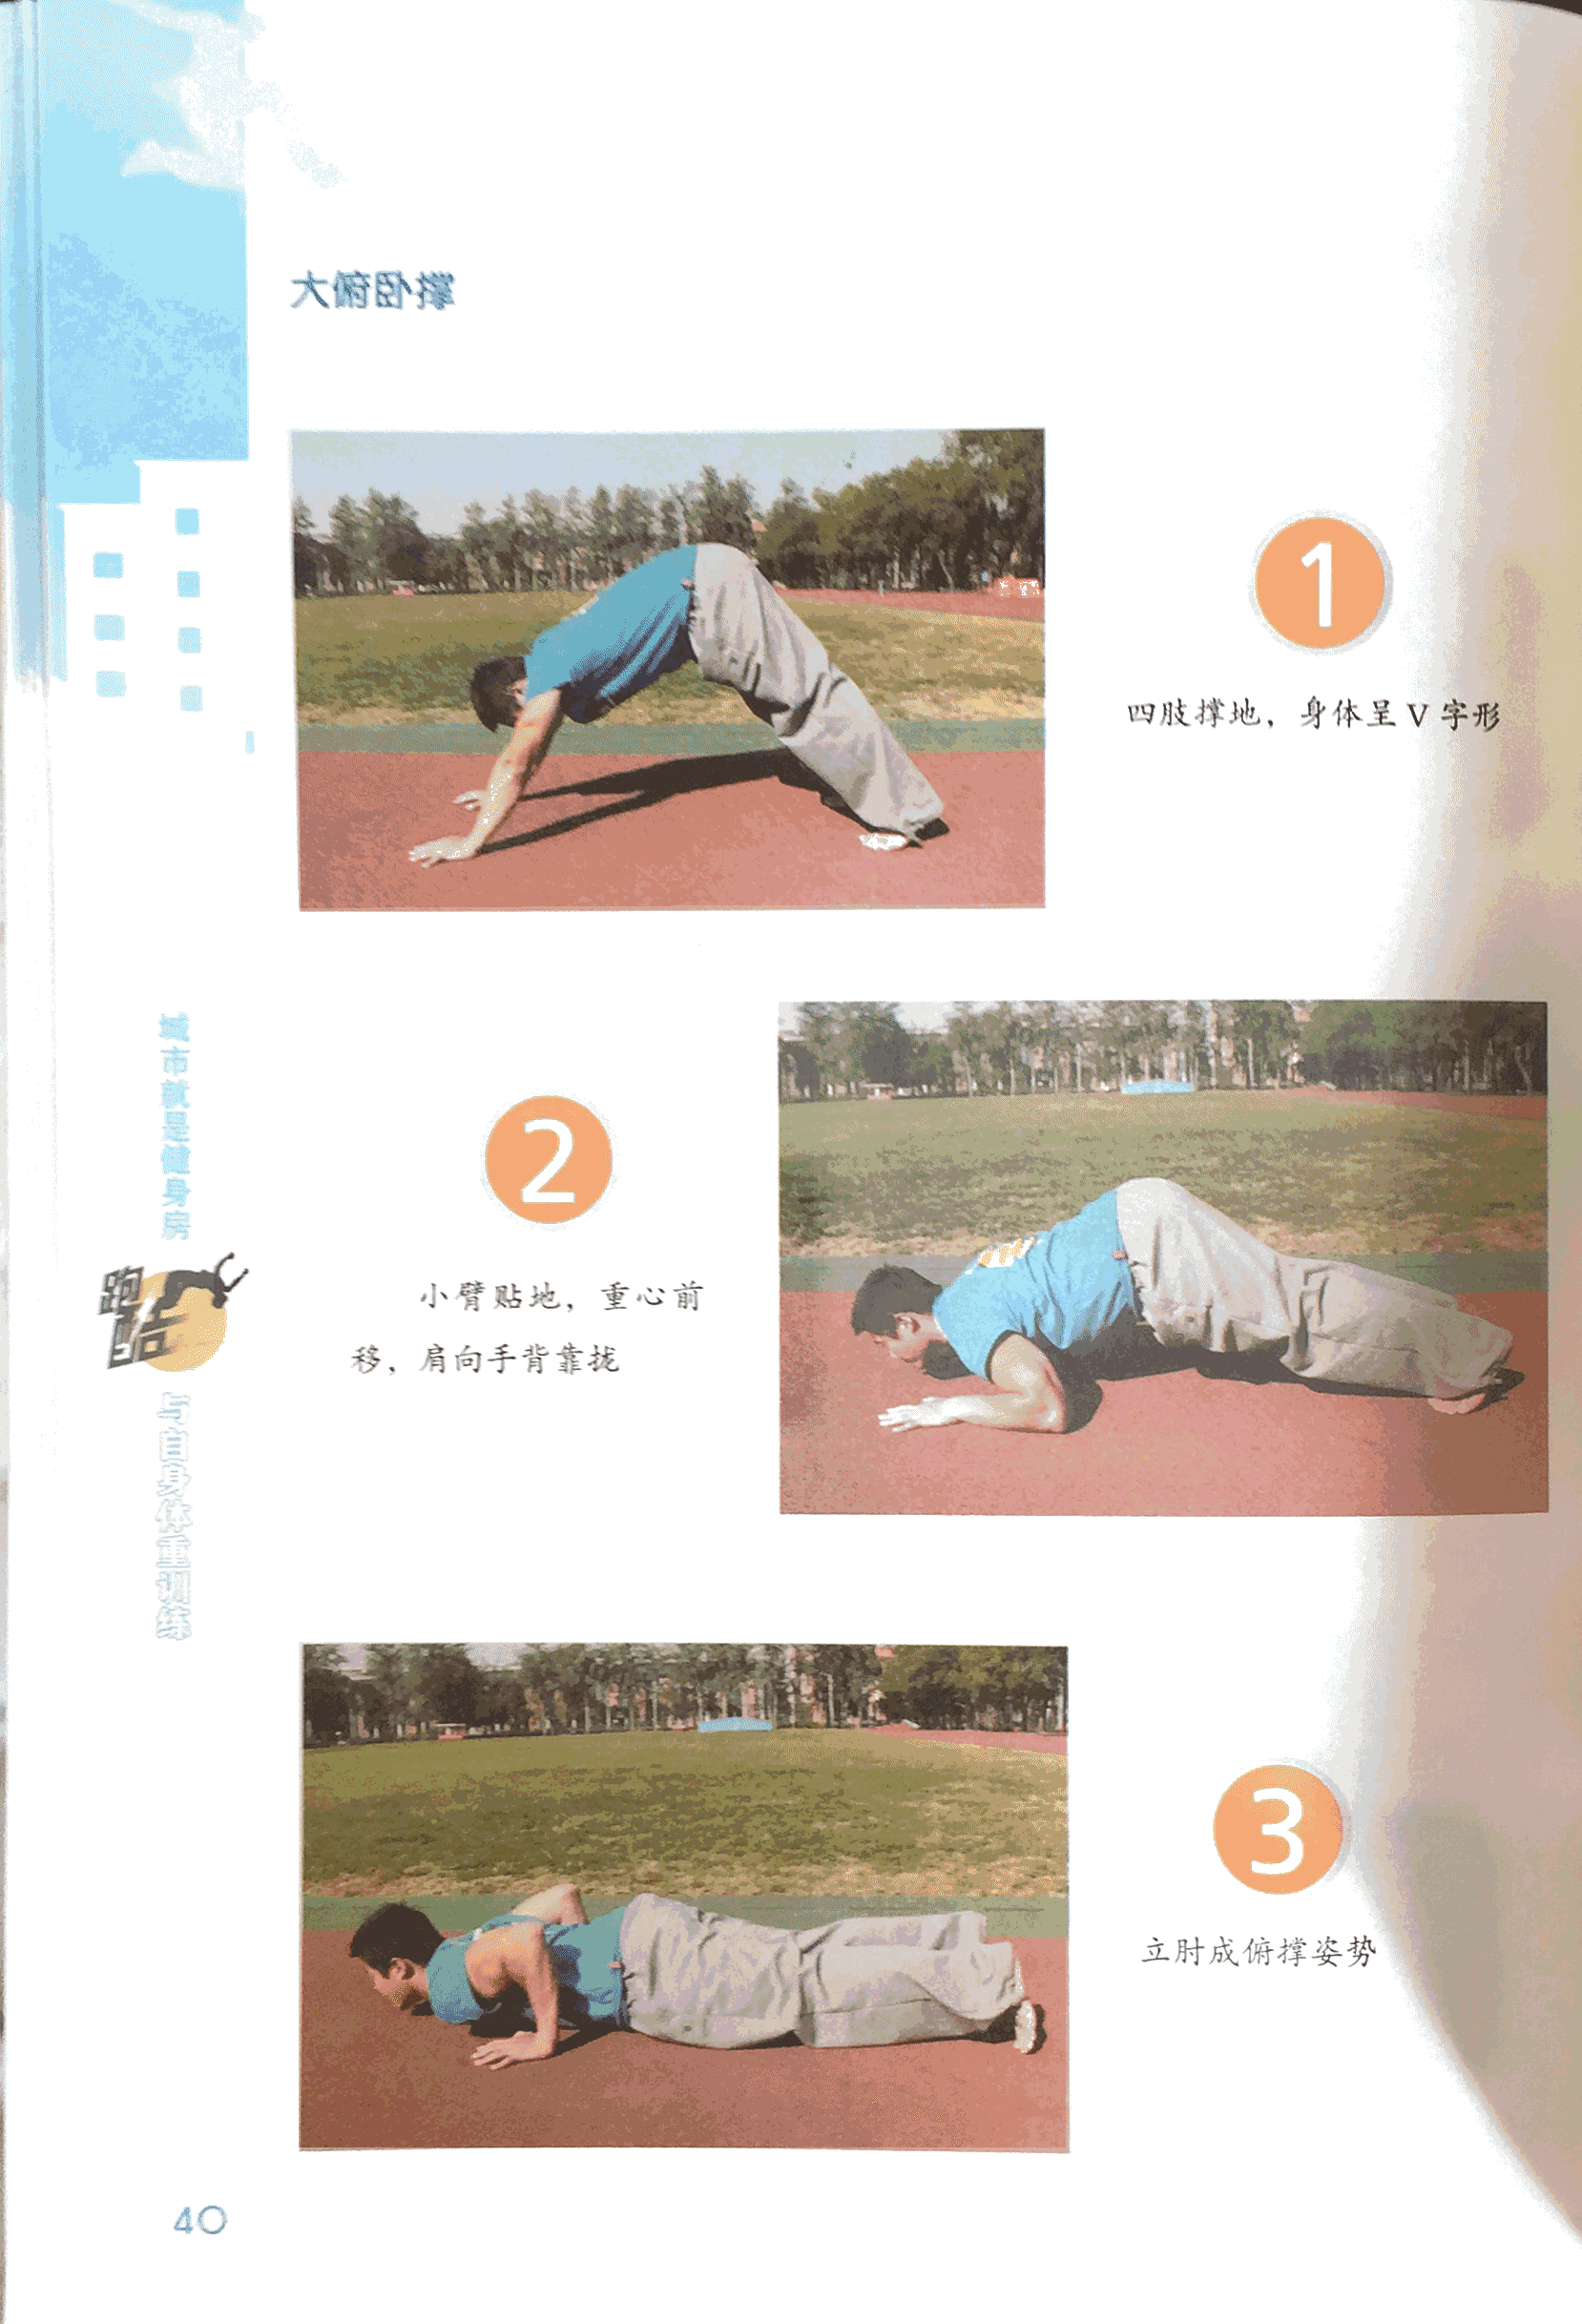 大俯卧撑
1
四肢撑地，身体呈V字形
2
小臂贴地，重心前
移，肩向手背靠拢
3
立肘成俯撑姿势
城市就是健身房
跑酷
与自身体重训练
40